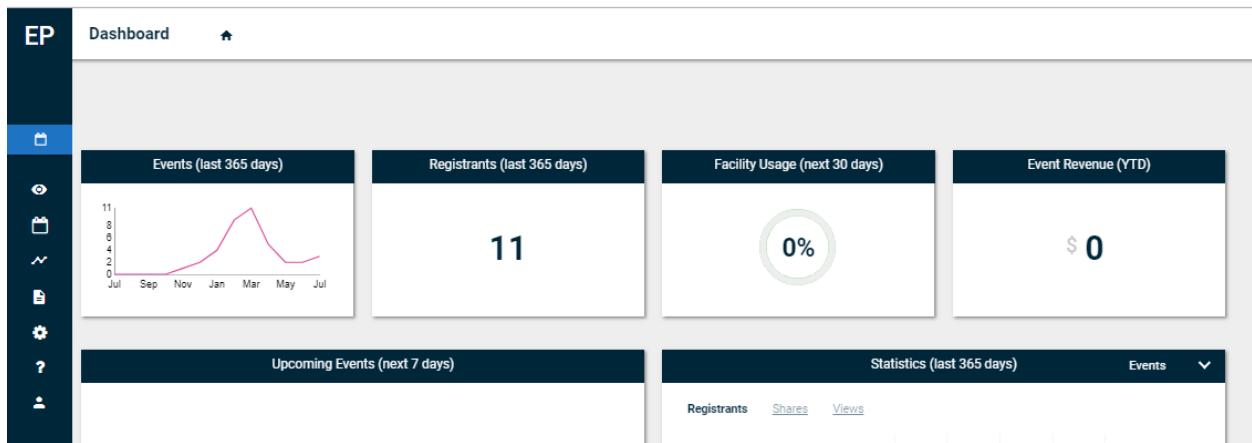 EP
Dashboard
Events (last 365 days)
11
8
6
4
2
0
Jul Sep Nov Jan Mar May Jul
Registrants (last 365 days)
11
Facility Usage (next 30 days)
0%
Event Revenue (YTD)
$ 0
?
Upcoming Events (next 7 days)
Statistics (last 365 days) Events
Registrants Shares Views